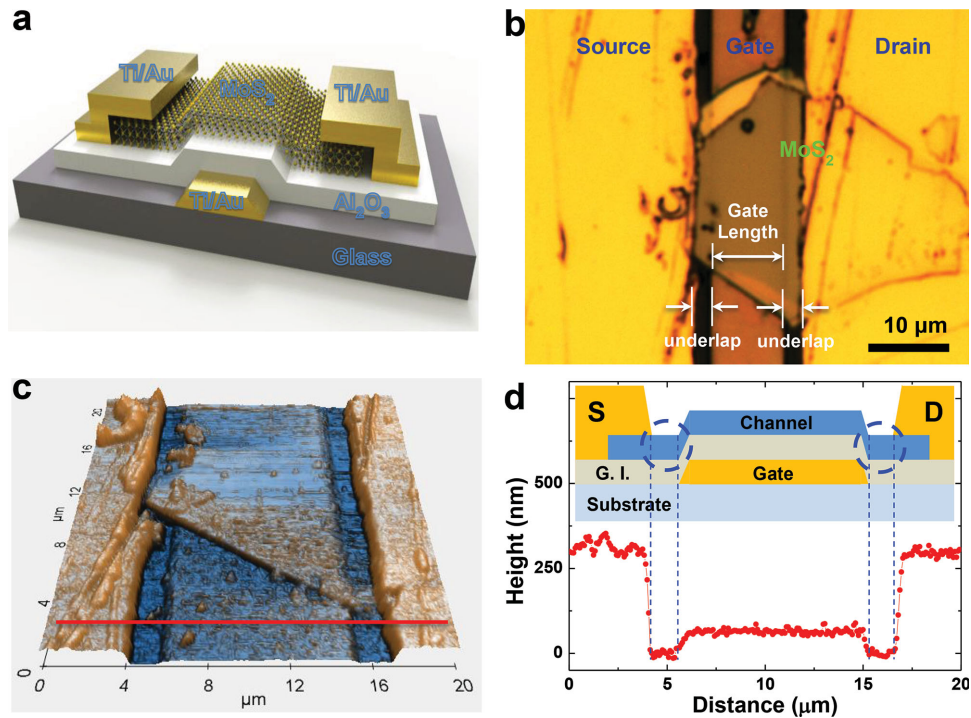 a
Ti/Au
MoS₂
Ti/Au
Ti/Au
Al₂O₃
Glass
b
Source
Gate
Drain
MoS₂
Gate
Length
underlap
underlap
10 µm
c
20
16
12
8
4
0
µm
0
4
8
12
16
20
µm
d
S
D
Channel
G. I.
Gate
Substrate
500
250
0
Height (nm)
0
5
10
15
20
Distance (µm)